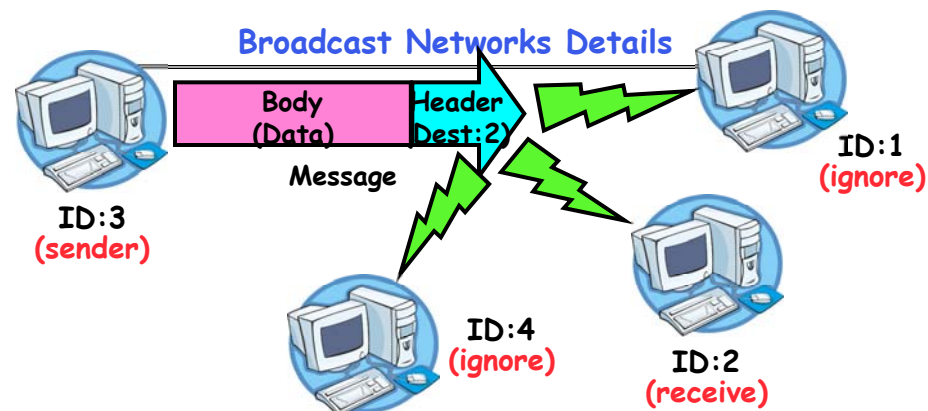 Broadcast Networks Details
Body
(Data)
Header
(Dest:2)
Message
ID:3
(sender)
ID:1
(ignore)
ID:4
(ignore)
ID:2
(receive)